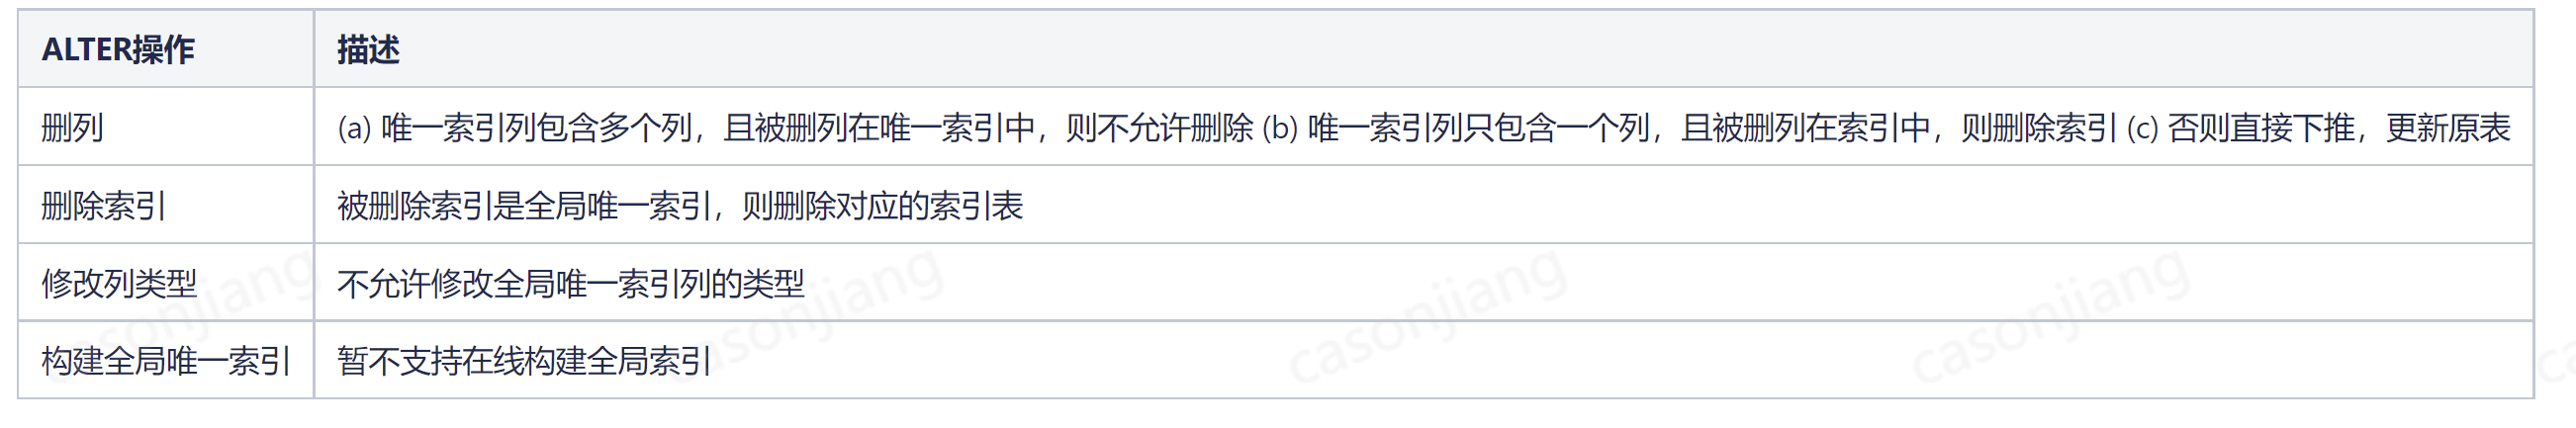 ALTER操作 描述
删列 (a) 唯一索引列包含多个列，且被删列在唯一索引中，则不允许删除 (b) 唯一索引列只包含一个列，且被删列在索引中，则删除索引 (c) 否则直接下推，更新原表
删除索引 被删除索引是全局唯一索引，则删除对应的索引表
修改列类型 不允许修改全局唯一索引列的类型
构建全局唯一索引 暂不支持在线构建全局索引
casonjiang
casonjiang
casonjiang
casonjiang
ca